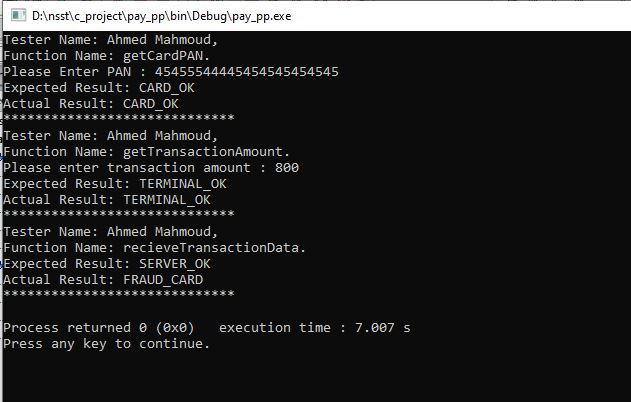 D:\nsst\c_project\pay_pp\bin\Debug\pay_pp.exe
Tester Name: Ahmed Mahmoud,
Function Name: getCardPAN.
Please Enter PAN : 45455544445454545454545
Expected Result: CARD_OK
Actual Result: CARD_OK
*****************************
Tester Name: Ahmed Mahmoud,
Function Name: getTransactionAmount.
Please enter transaction amount : 800
Expected Result: TERMINAL_OK
Actual Result: TERMINAL_OK
*****************************
Tester Name: Ahmed Mahmoud,
Function Name: recieveTransactionData.
Expected Result: SERVER_OK
Actual Result: FRAUD_CARD
*****************************
Process returned 0 (0x0)   execution time : 7.007 s
Press any key to continue.